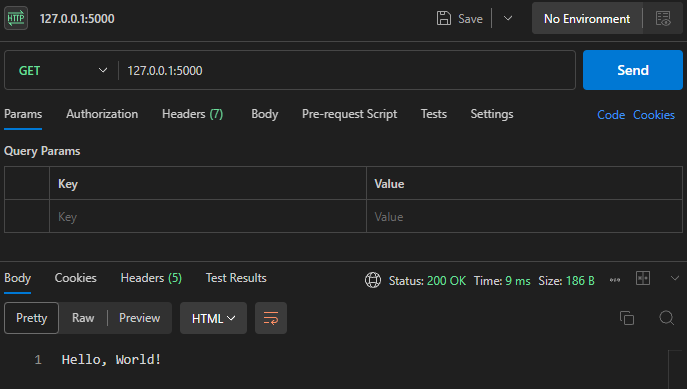 HTTP 127.0.0.1:5000 Save No Environment
GET 127.0.0.1:5000 Send
Params Authorization Headers (7) Body Pre-request Script Tests Settings Code Cookies
Query Params
Key Value
Key Value
Body Cookies Headers (5) Test Results Status: 200 OK Time: 9 ms Size: 186 B
Pretty Raw Preview HTML
1 Hello, World!